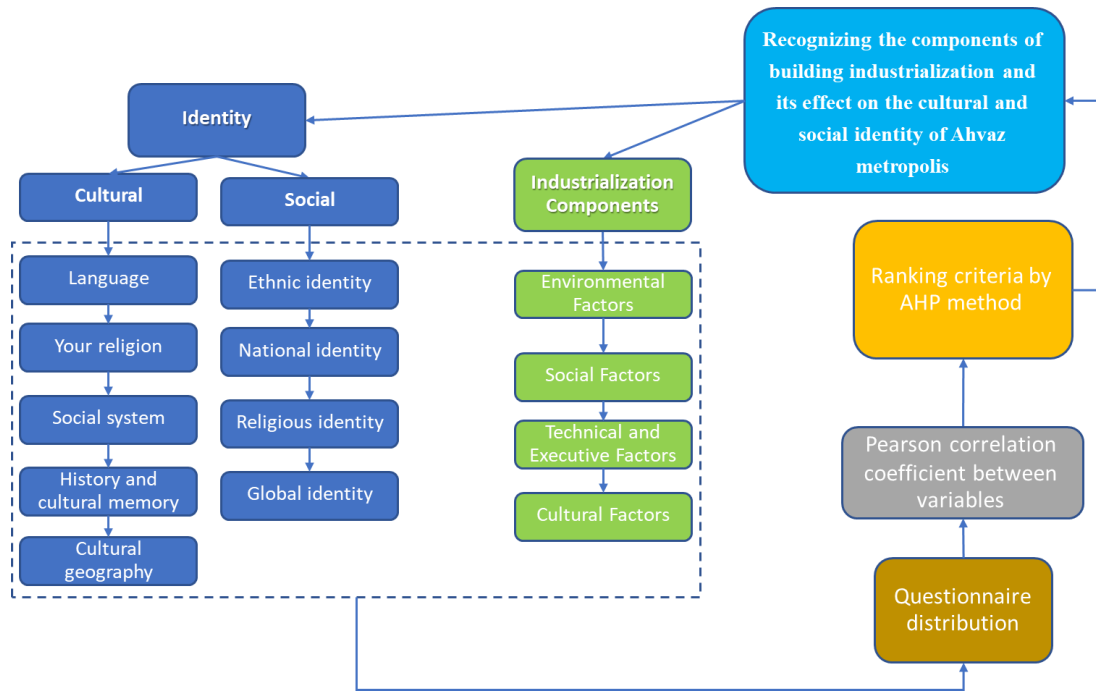 Recognizing the components of
building industrialization and
its effect on the cultural and
social identity of Ahvaz
metropolis
Identity
Cultural
Social
Industrialization
Components
Language
Your religion
Social system
History and
cultural memory
Cultural
geography
Ethnic identity
National identity
Religious identity
Global identity
Environmental
Factors
Social Factors
Technical and
Executive Factors
Cultural Factors
Ranking criteria by
AHP method
Pearson correlation
coefficient between
variables
Questionnaire
distribution